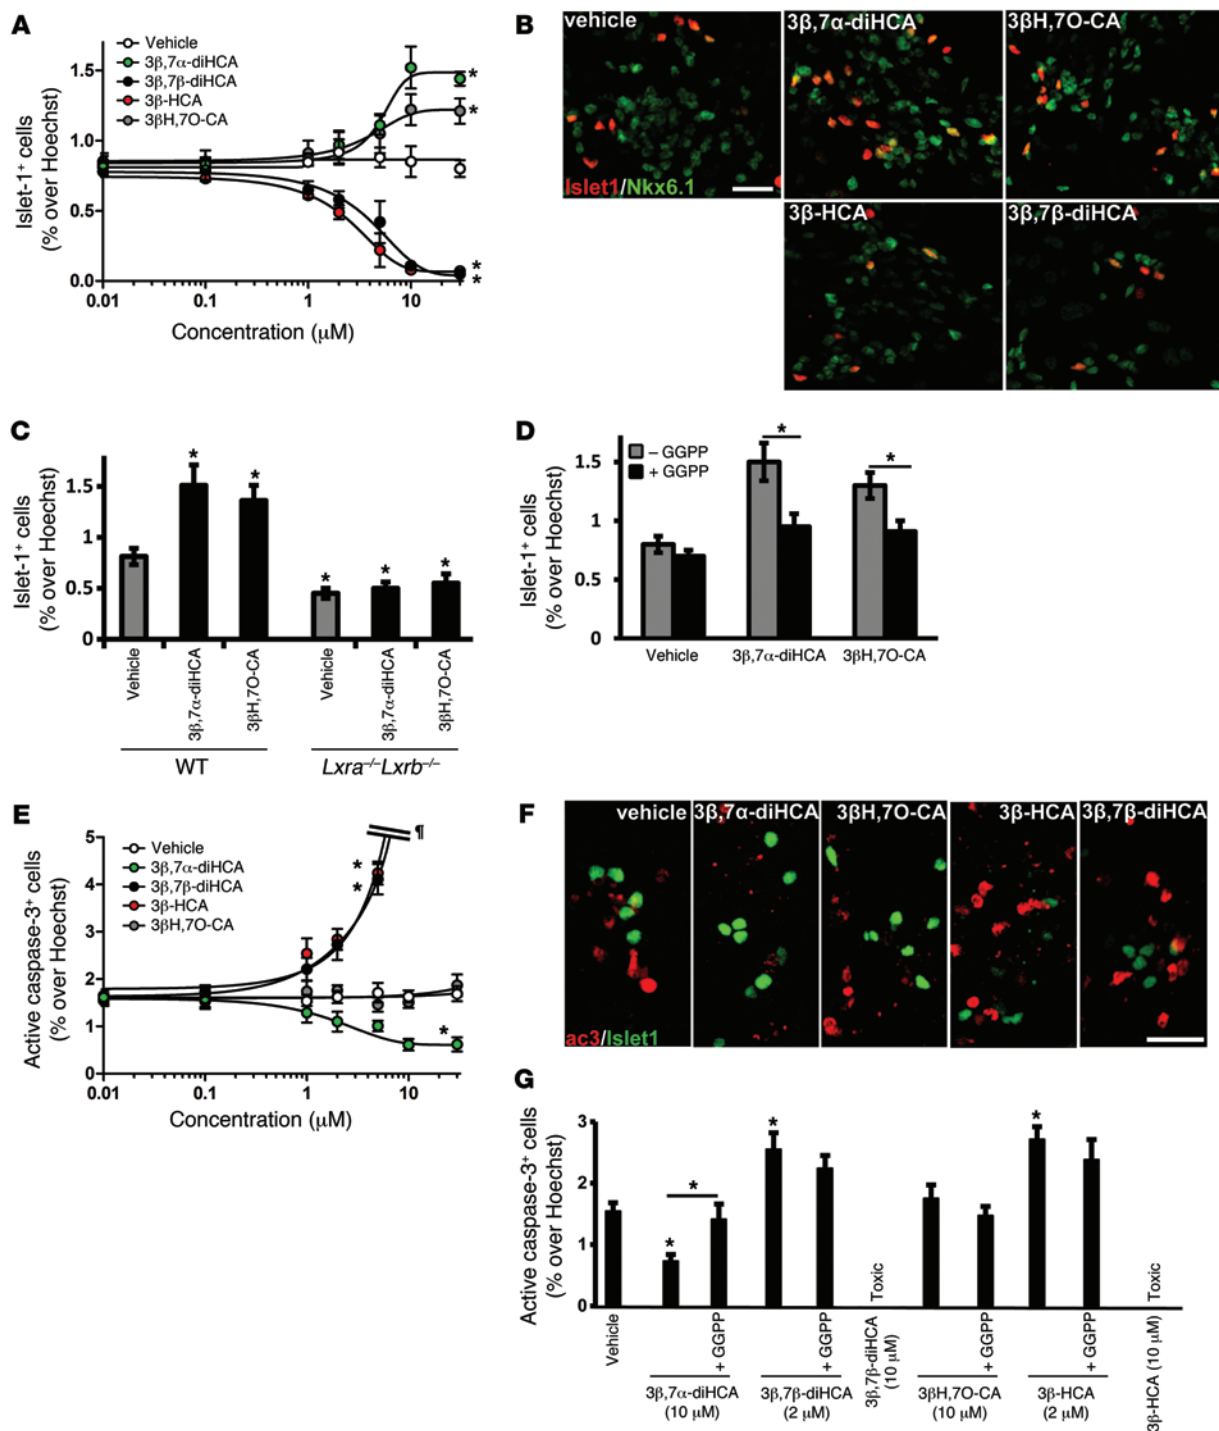 A
Vehicle
3β,7α-diHCA
3β,7β-diHCA
3β-HCA
3βH,7O-CA
Islet-1+ cells
(% over Hoechst)
1.5
1.0
0.5
0.0
*
*
*
*
0.01
0.1
1
10
Concentration (μM)
B
vehicle
3β,7α-diHCA
3βH,7O-CA
Islet1/Nkx6.1
3β-HCA
3β,7β-diHCA
C
Islet-1+ cells
(% over Hoechst)
1.5
1
0.5
0
*
*
*
*
*
Vehicle
3β,7α-diHCA
3βH,7O-CA
Vehicle
3β,7α-diHCA
3βH,7O-CA
WT
Lxra–/–Lxrb–/–
D
– GGPP
+ GGPP
Islet-1+ cells
(% over Hoechst)
1.5
1
0.5
0
*
*
Vehicle
3β,7α-diHCA
3βH,7O-CA
E
Vehicle
3β,7α-diHCA
3β,7β-diHCA
3β-HCA
3βH,7O-CA
Active caspase-3+ cells
(% over Hoechst)
5
4
3
2
1
0
¶
*
*
*
0.01
0.1
1
10
Concentration (μM)
F
vehicle
3β,7α-diHCA
3βH,7O-CA
3β-HCA
3β,7β-diHCA
ac3/Islet1
G
Active caspase-3+ cells
(% over Hoechst)
3
2
1
0
*
*
*
*
Toxic
Toxic
Vehicle
+ GGPP
+ GGPP
3β,7β-diHCA
(10 μM)
+ GGPP
+ GGPP
3β-HCA (10 μM)
3β,7α-diHCA
(10 μM)
3β,7β-diHCA
(2 μM)
3βH,7O-CA
(10 μM)
3β-HCA
(2 μM)